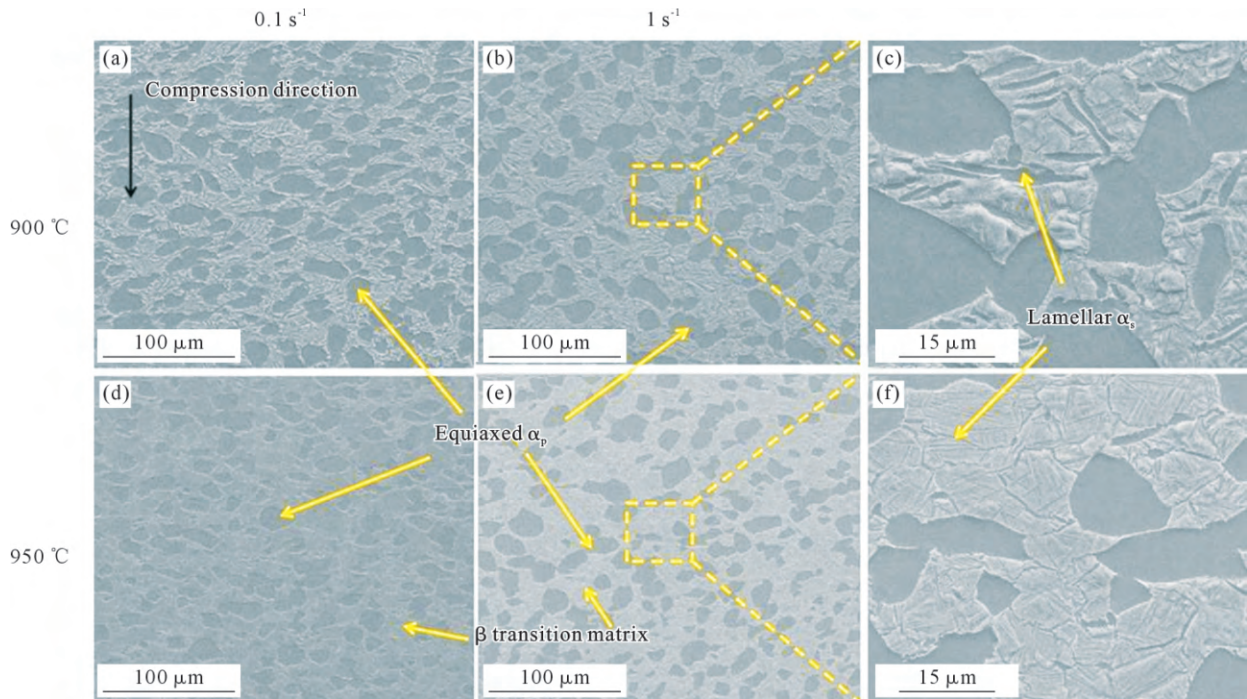 0.1 s⁻¹
1 s⁻¹
(a)
(b)
(c)
Compression direction
900 ℃
Lamellar αₛ
100 μm
100 μm
15 μm
(d)
(e)
(f)
Equiaxed αₚ
950 ℃
β transition matrix
100 μm
100 μm
15 μm